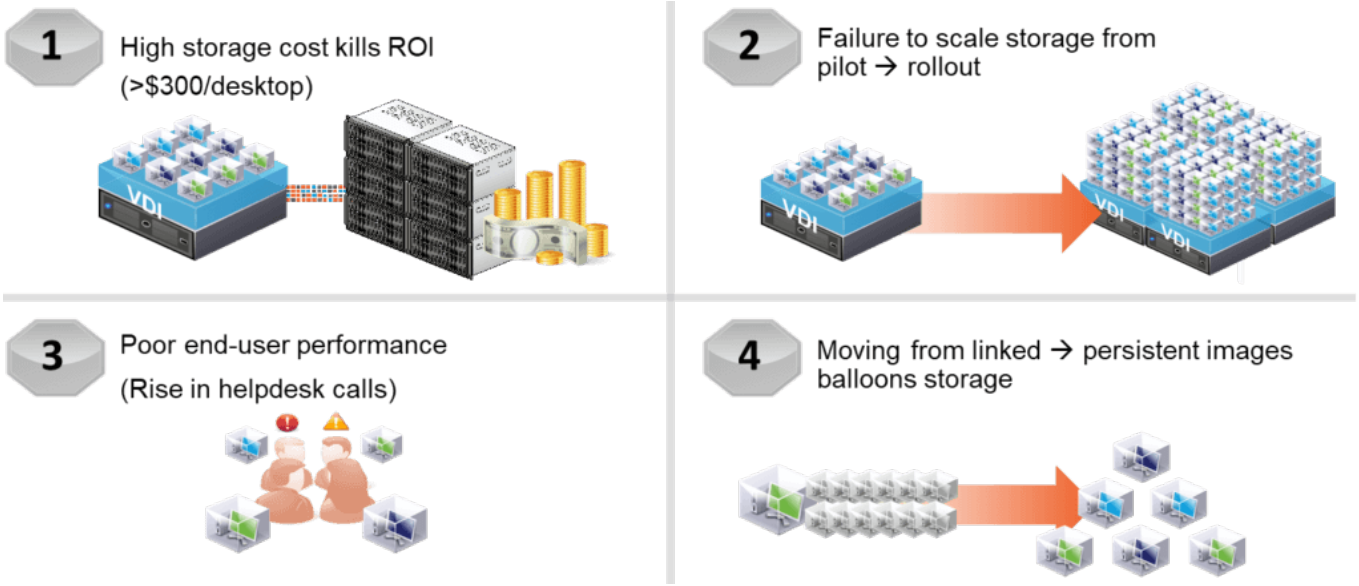 1
High storage cost kills ROI
(>$300/desktop)
VDI
2
Failure to scale storage from
pilot → rollout
VDI
VDI
VDI
3
Poor end-user performance
(Rise in helpdesk calls)
4
Moving from linked → persistent images
balloons storage